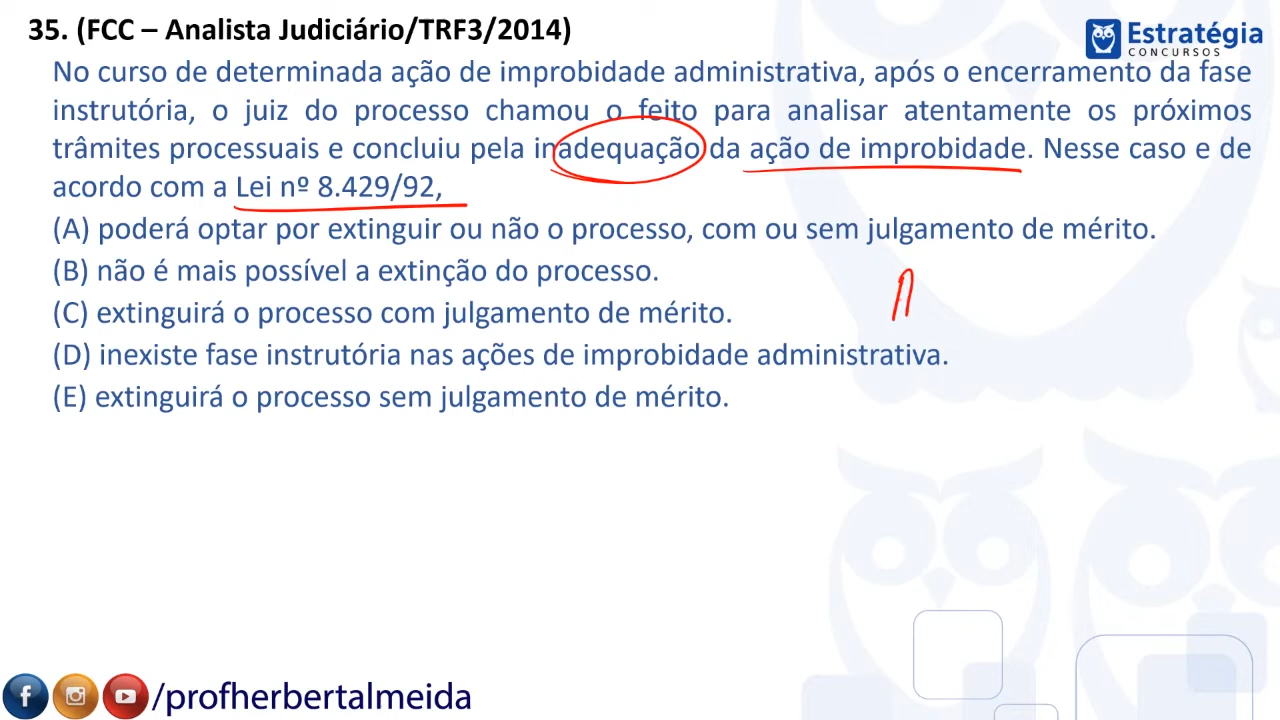 35. (FCC – Analista Judiciário/TRF3/2014)
Estratégia
CONCURSOS
No curso de determinada ação de improbidade administrativa, após o encerramento da fase
instrutória, o juiz do processo chamou o feito para analisar atentamente os próximos
trâmites processuais e concluiu pela inadequação da ação de improbidade. Nesse caso e de
acordo com a Lei nº 8.429/92,
(A) poderá optar por extinguir ou não o processo, com ou sem julgamento de mérito.
(B) não é mais possível a extinção do processo.
(C) extinguirá o processo com julgamento de mérito.
(D) inexiste fase instrutória nas ações de improbidade administrativa.
(E) extinguirá o processo sem julgamento de mérito.
/profherbertalmeida